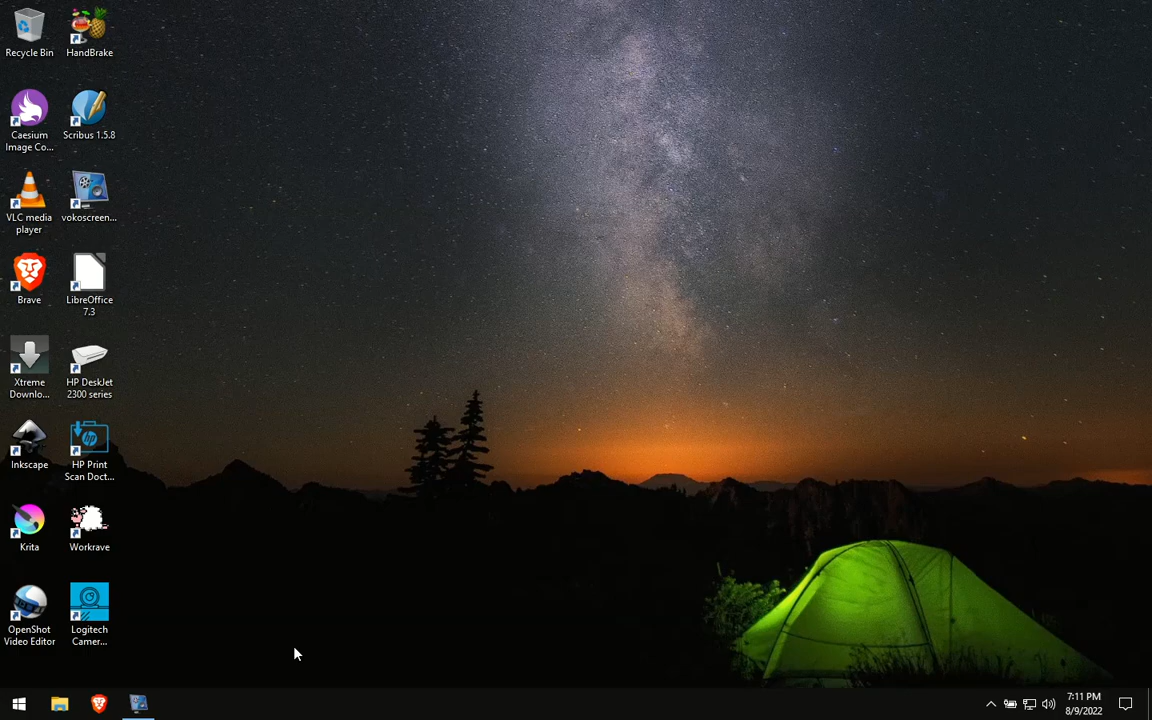 Recycle Bin
HandBrake
Caesium
Image Co...
Scribus 1.5.8
VLC media
player
vokoscreen...
Brave
LibreOffice
7.3
Xtreme
Downlo...
HP DeskJet
2300 series
Inkscape
HP Print
Scan Doct...
Krita
Workrave
OpenShot
Video Editor
Logitech
Camer...
7:11 PM
8/9/2022